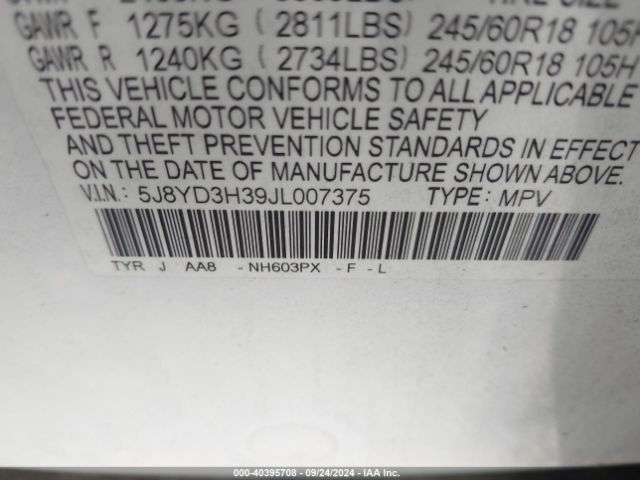 GAWR F 1275KG (2811LBS) 245/60R18 105H
GAWR R 1240KG (2734LBS) 245/60R18 105H
THIS VEHICLE CONFORMS TO ALL APPLICABLE
FEDERAL MOTOR VEHICLE SAFETY
AND THEFT PREVENTION STANDARDS IN EFFECT
ON THE DATE OF MANUFACTURE SHOWN ABOVE.
V.I.N.: 5J8YD3H39JL007375 TYPE: MPV
TYR J AA8 -NH603PX -F -L
000-40395708 - 09/24/2024 - IAA Inc.